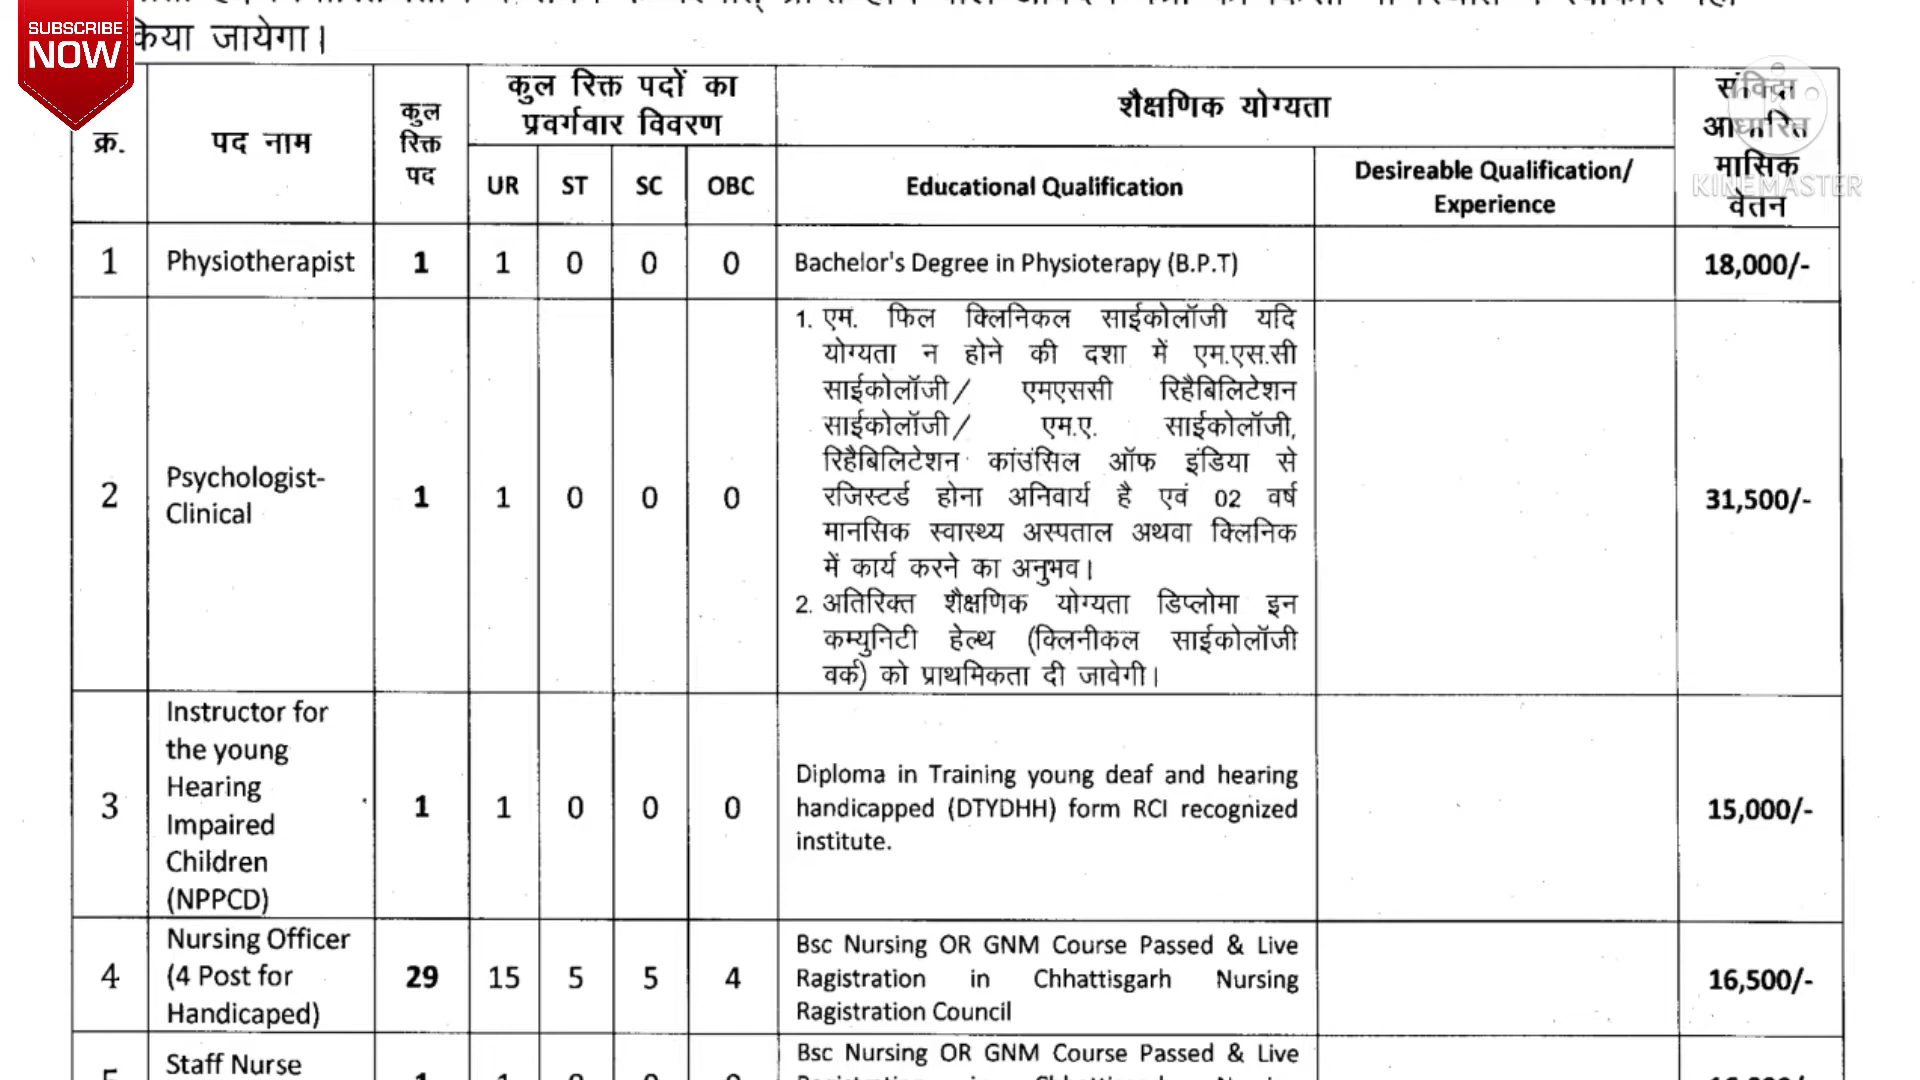 SUBSCRIBE
NOW
किया जायेगा।
क्र.
पद नाम
कुल
रिक्त
पद
कुल रिक्त पदों का
प्रवर्गवार विवरण
UR ST SC OBC
शैक्षणिक योग्यता
Educational Qualification
Desireable Qualification/
Experience
संविदा
आधारित
मासिक
वेतन
KINEMASTER
1 Physiotherapist 1 1 0 0 0 Bachelor's Degree in Physioterapy (B.P.T) 18,000/-
2
Psychologist-
Clinical
1 1 0 0 0
1. एम. फिल क्लिनिकल साईकोलॉजी यदि
योग्यता न होने की दशा में एम.एस.सी
साईकोलॉजी/ एमएससी रिहैबिलिटेशन
साईकोलॉजी/ एम.ए. साईकोलॉजी,
रिहैबिलिटेशन कांउंसिल ऑफ इंडिया से
रजिस्टर्ड होना अनिवार्य है एवं 02 वर्ष
मानसिक स्वास्थ्य अस्पताल अथवा क्लिनिक
में कार्य करने का अनुभव।
2. अतिरिक्त शैक्षणिक योग्यता डिप्लोमा इन
कम्युनिटी हेल्थ (क्लिनीकल साईकोलॉजी
वर्क) को प्राथमिकता दी जावेगी।
31,500/-
3
Instructor for
the young
Hearing
Impaired
Children
(NPPCD)
1 1 0 0 0
Diploma in Training young deaf and hearing
handicapped (DTYDHH) form RCI recognized
institute.
15,000/-
4
Nursing Officer
(4 Post for
Handicaped)
29 15 5 5 4
Bsc Nursing OR GNM Course Passed & Live
Ragistration in Chhattisgarh Nursing
Ragistration Council
16,500/-
Staff Nurse
Bsc Nursing OR GNM Course Passed & Live